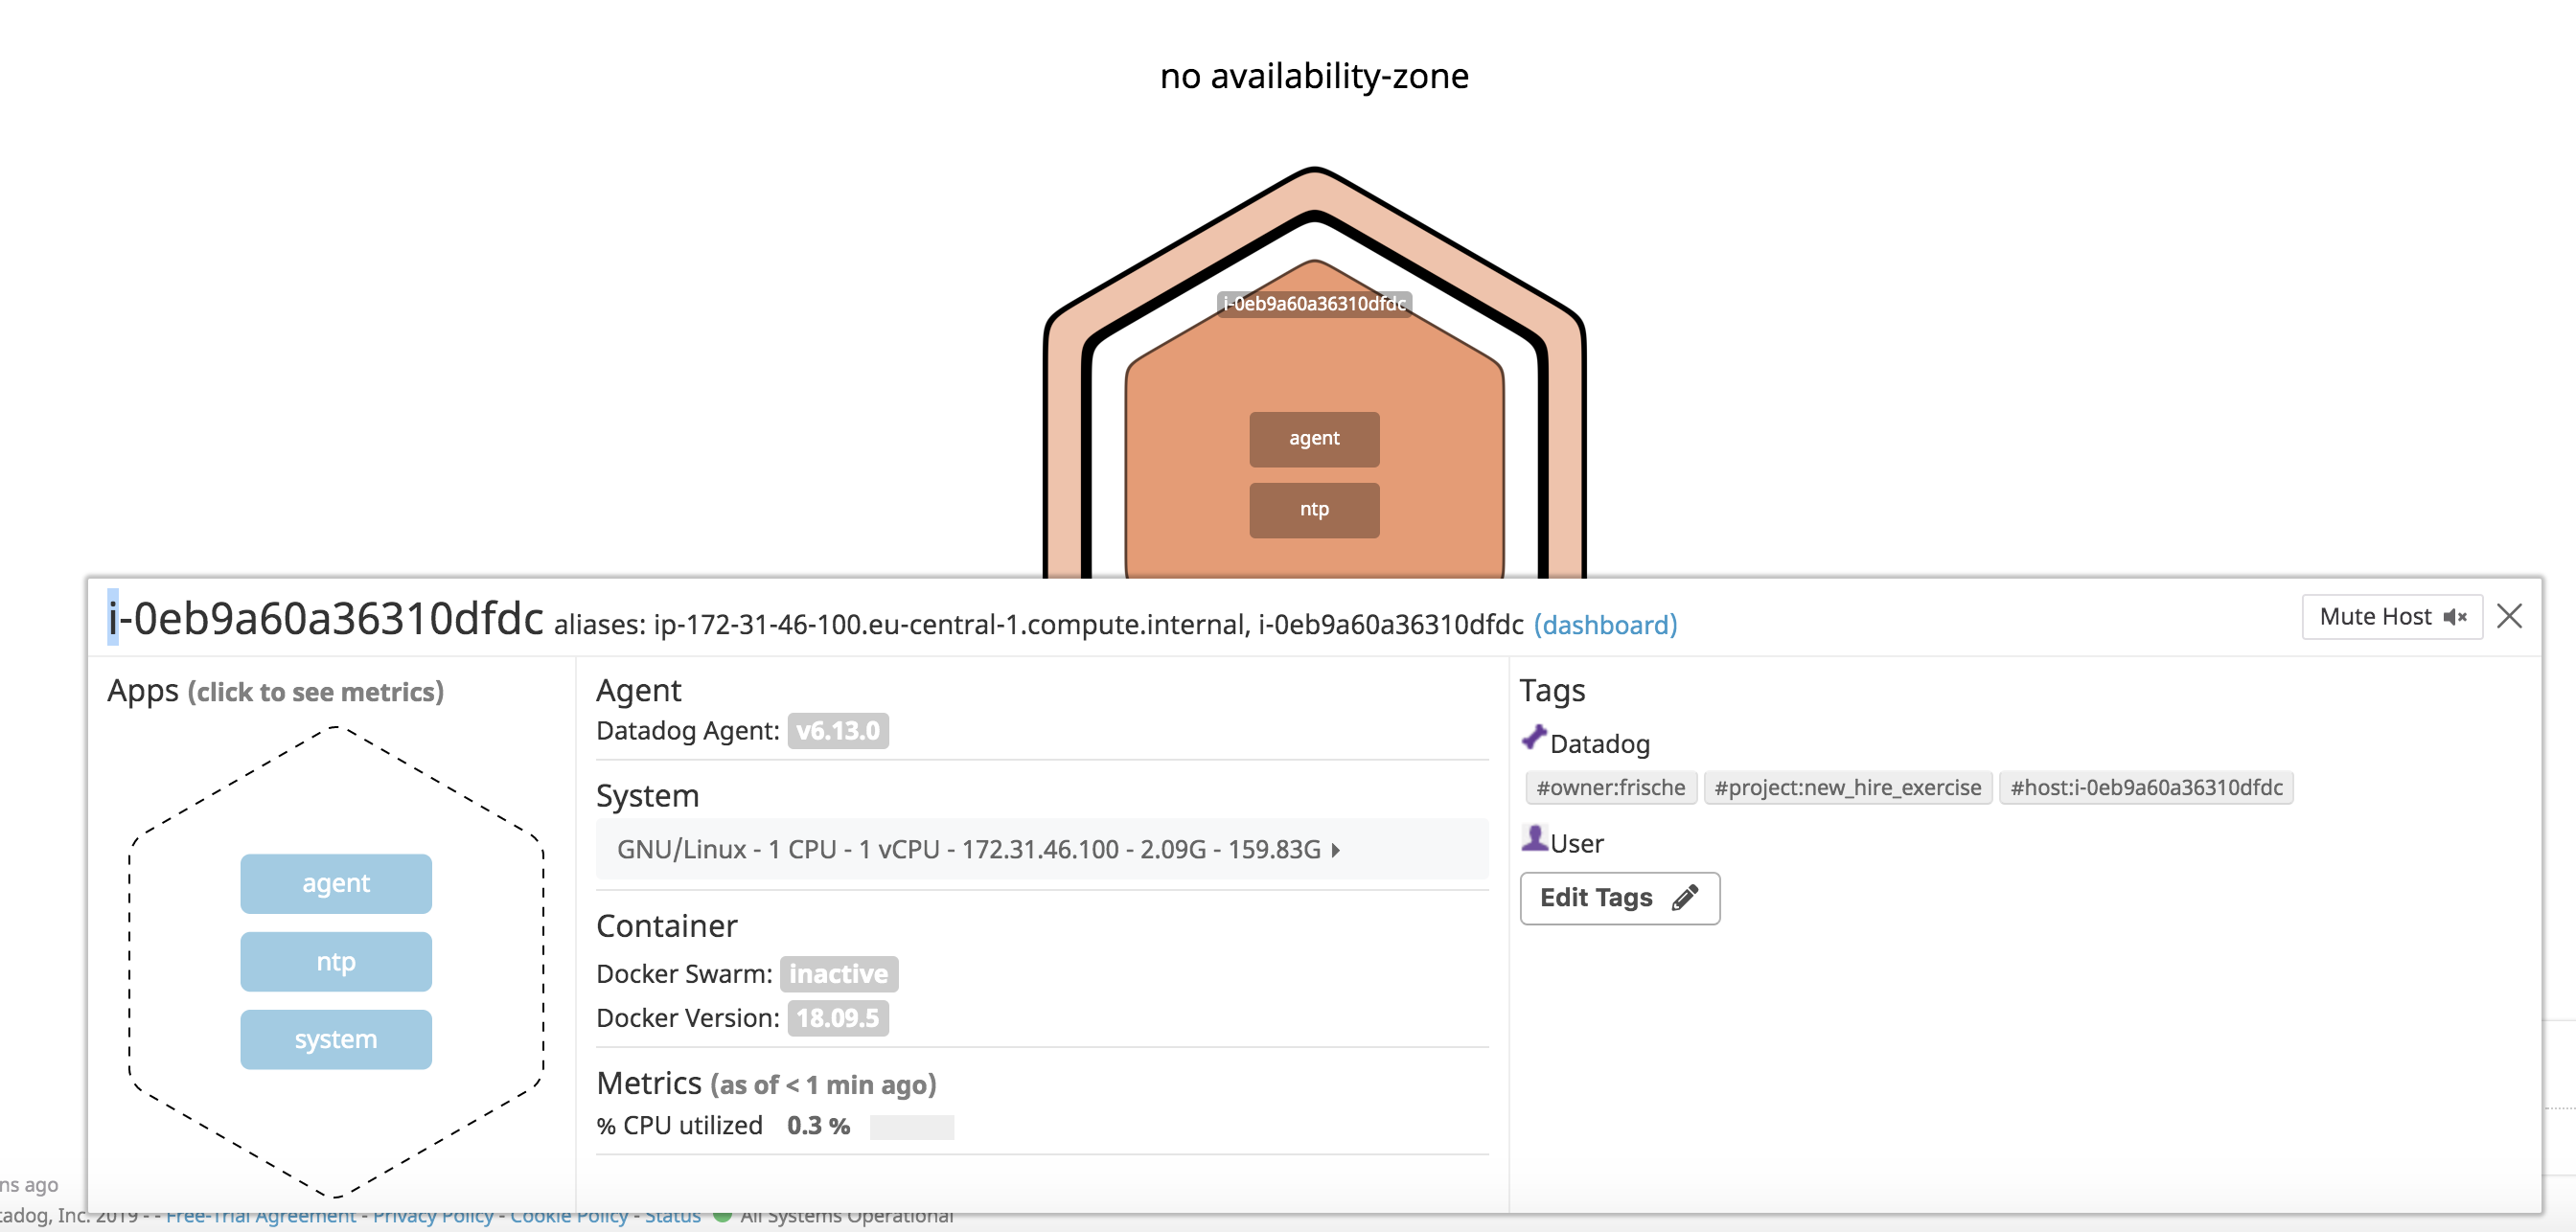 no availability-zone
i-0eb9a60a36310dfdc
agent
ntp
i-0eb9a60a36310dfdc aliases: ip-172-31-46-100.eu-central-1.compute.internal, i-0eb9a60a36310dfdc (dashboard)
Mute Host
Apps (click to see metrics)
agent
ntp
system
Agent
Datadog Agent: v6.13.0
System
GNU/Linux - 1 CPU - 1 vCPU - 172.31.46.100 - 2.09G - 159.83G
Container
Docker Swarm: inactive
Docker Version: 18.09.5
Metrics (as of < 1 min ago)
% CPU utilized 0.3 %
Tags
Datadog
#owner:frische #project:new_hire_exercise #host:i-0eb9a60a36310dfdc
User
Edit Tags
ns ago
tadog, Inc. 2019 - - Free-Trial Agreement - Privacy Policy - Cookie Policy - Status All Systems Operational